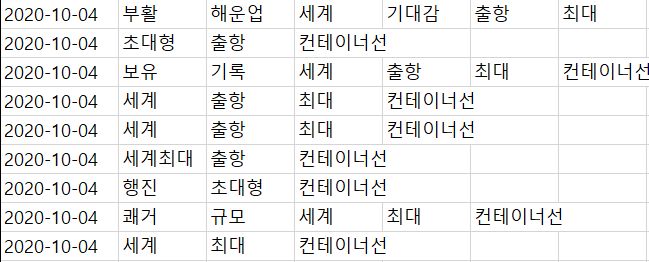 2020-10-04 부활 해운업 세계 기대감 출항 최대
2020-10-04 초대형 출항 컨테이너선
2020-10-04 보유 기록 세계 출항 최대 컨테이너선
2020-10-04 세계 출항 최대 컨테이너선
2020-10-04 세계 출항 최대 컨테이너선
2020-10-04 세계최대 출항 컨테이너선
2020-10-04 행진 초대형 컨테이너선
2020-10-04 쾌거 규모 세계 최대 컨테이너선
2020-10-04 세계 최대 컨테이너선